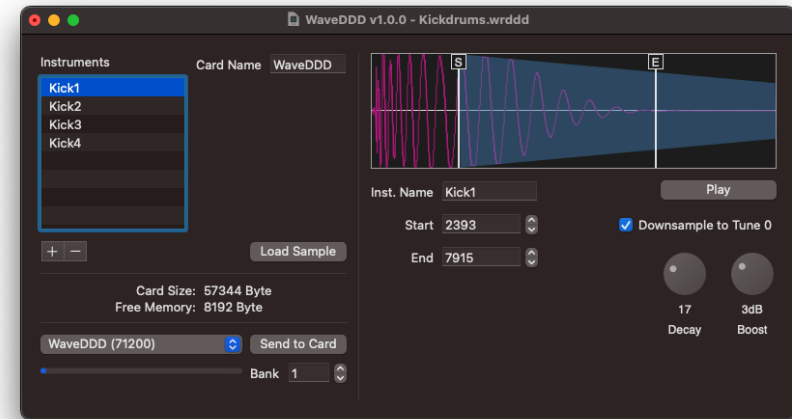 WaveDDD v1.0.0 - Kickdrums.wrddd
Instruments
Card Name WaveDDD
Kick1
Kick2
Kick3
Kick4
+ −
Load Sample
Card Size: 57344 Byte
Free Memory: 8192 Byte
WaveDDD (71200)
Send to Card
Bank 1
S
E
Inst. Name Kick1
Play
Start 2393
Downsample to Tune 0
End 7915
17
3dB
Decay
Boost